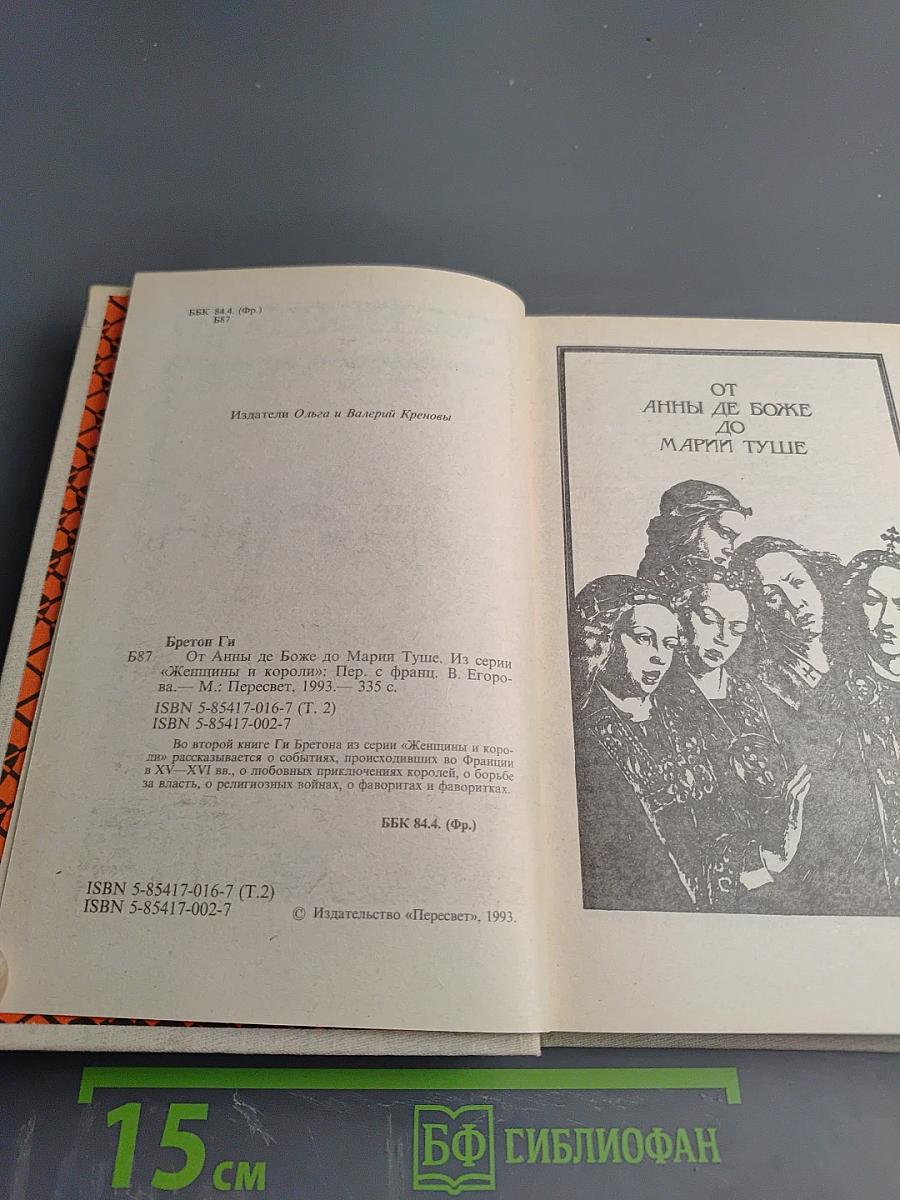 ББК 84.4. (Фр.)
Б87
Издатели Ольга и Валерий Креновы
Бретон Ги
Б87 От Анны де Боже до Марии Туше. Из серии
«Женщины и короли»: Пер. с франц. В. Егоро-
ва.— М.: Пересвет, 1993.— 335 с.
ISBN 5-85417-016-7 (Т. 2)
ISBN 5-85417-002-7
Во второй книге Ги Бретона из серии «Женщины и коро-
ли» рассказывается о событиях, происходивших во Франции
в XV—XVI вв., о любовных приключениях королей, о борьбе
за власть, о религиозных войнах, о фаворитах и фаворитках.
ББК 84.4. (Фр.)
ISBN 5-85417-016-7 (Т.2)
ISBN 5-85417-002-7
© Издательство «Пересвет», 1993.
ОТ
АННЫ ДЕ БОЖЕ
ДО
МАРИИ ТУШЕ
15 см
БФ БИБЛИОФАН